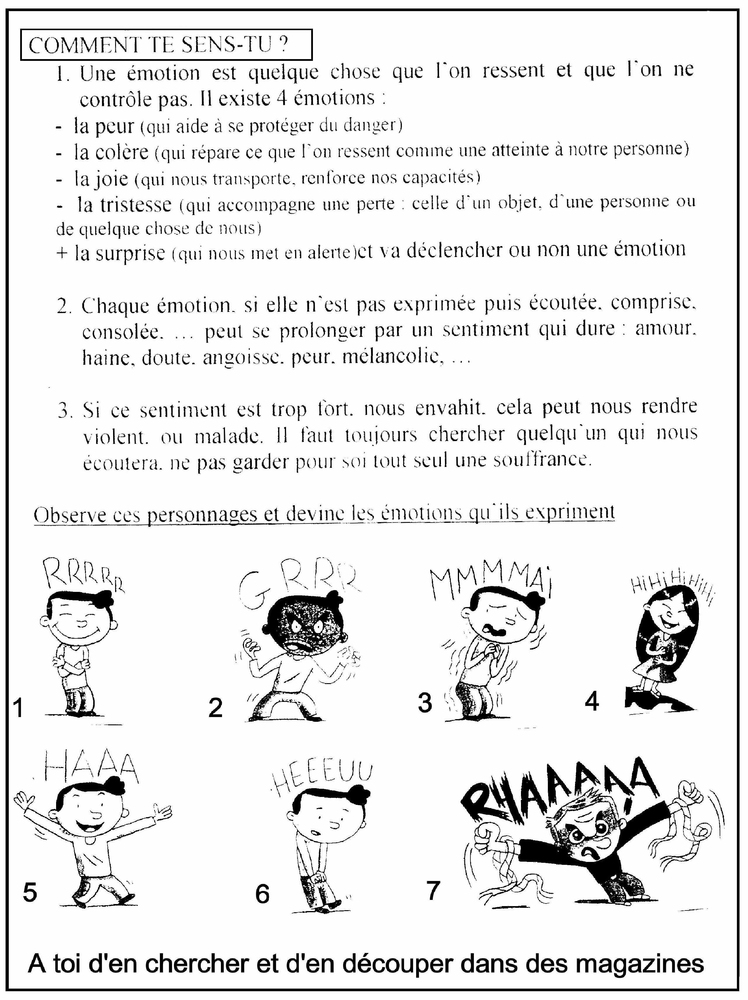 COMMENT TE SENS-TU ?
1. Une émotion est quelque chose que l'on ressent et que l'on ne
contrôle pas. Il existe 4 émotions :
- la peur (qui aide à se protéger du danger)
- la colère (qui répare ce que l'on ressent comme une atteinte à notre personne)
- la joie (qui nous transporte, renforce nos capacités)
- la tristesse (qui accompagne une perte : celle d'un objet, d'une personne ou
de quelque chose de nous)
+ la surprise (qui nous met en alerte)et va déclencher ou non une émotion
2. Chaque émotion, si elle n'est pas exprimée puis écoutée, comprise,
consolée, ... peut se prolonger par un sentiment qui dure : amour,
haine, doute, angoisse, peur, mélancolie, ...
3. Si ce sentiment est trop fort, nous envahit, cela peut nous rendre
violent, ou malade. Il faut toujours chercher quelqu'un qui nous
écoutera, ne pas garder pour soi tout seul une souffrance.
Observe ces personnages et devine les émotions qu'ils expriment
RRRRR
GRRR
MMMMAi
HiHiHiHiHiHi
1
2
3
4
HAAA
HEEEUU
RHAAAAAA
5
6
7
A toi d'en chercher et d'en découper dans des magazines